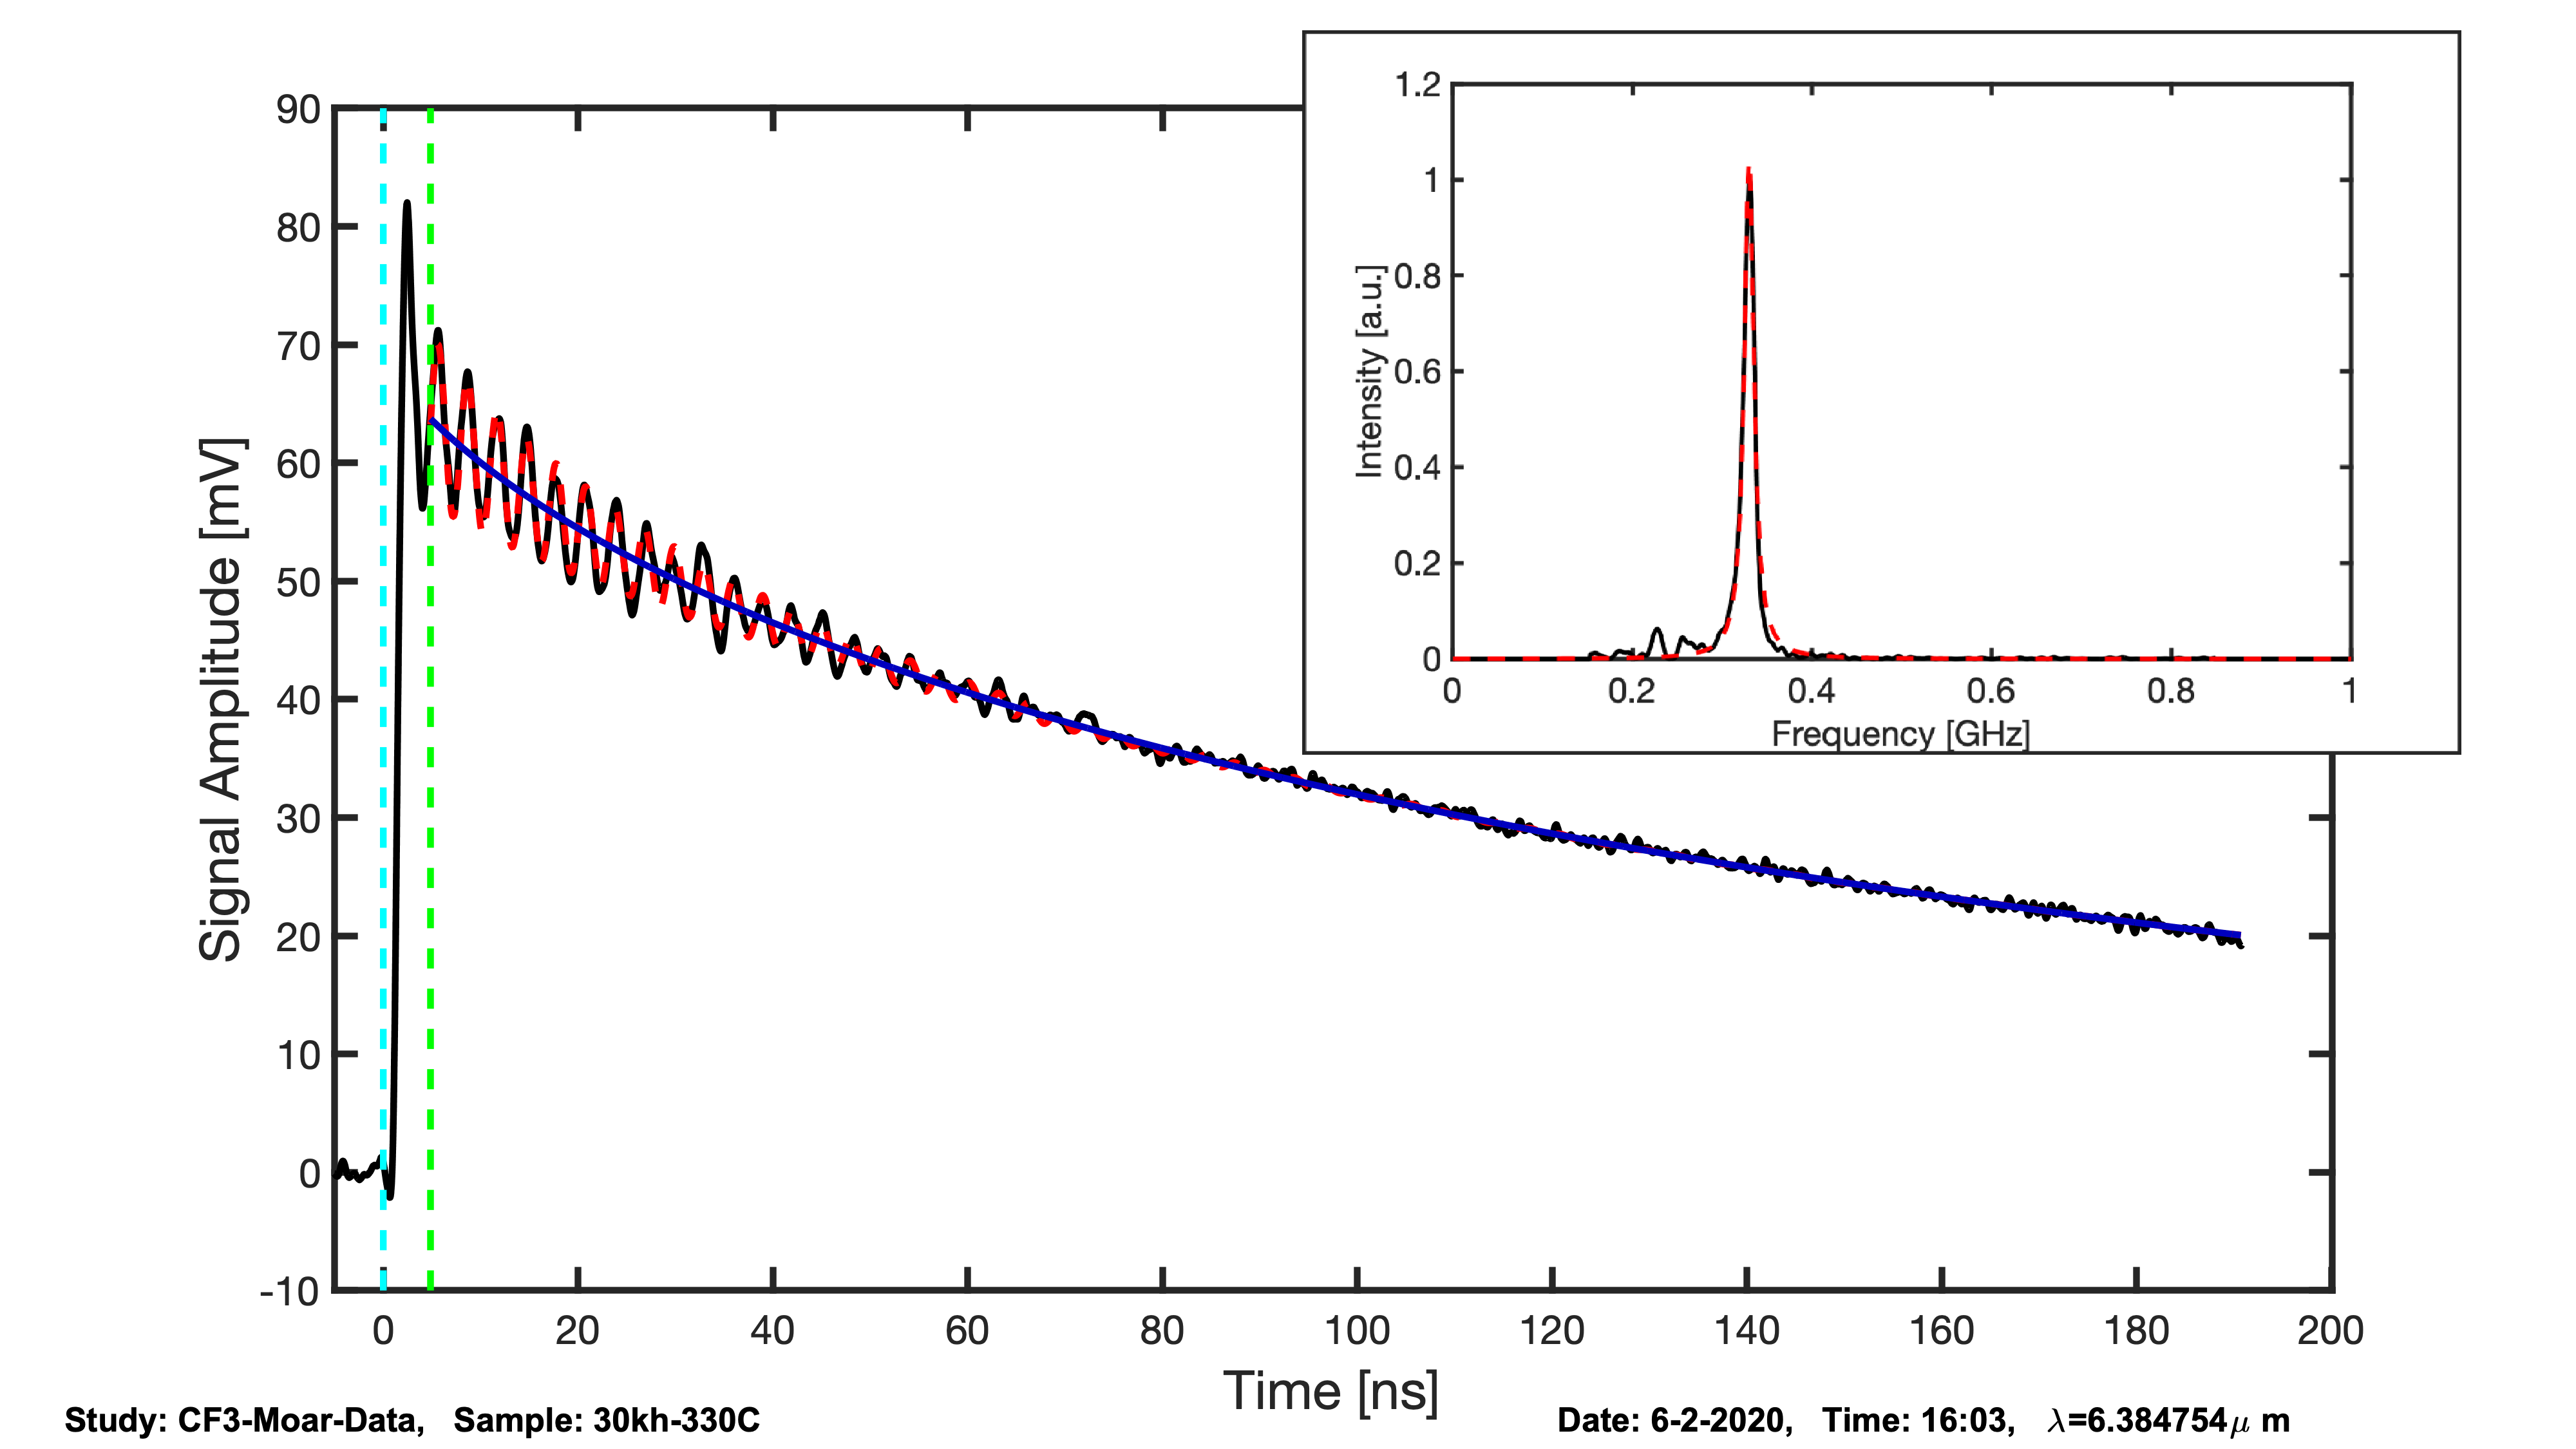 90
80
70
60
50
40
30
20
10
0
-10
Signal Amplitude [mV]
0 20 40 60 80 100 120 140 160 180 200
Time [ns]
1.2
1
0.8
0.6
0.4
0.2
0
Intensity [a.u.]
0 0.2 0.4 0.6 0.8 1
Frequency [GHz]
Study: CF3-Moar-Data, Sample: 30kh-330C
Date: 6-2-2020, Time: 16:03, λ=6.384754μ m